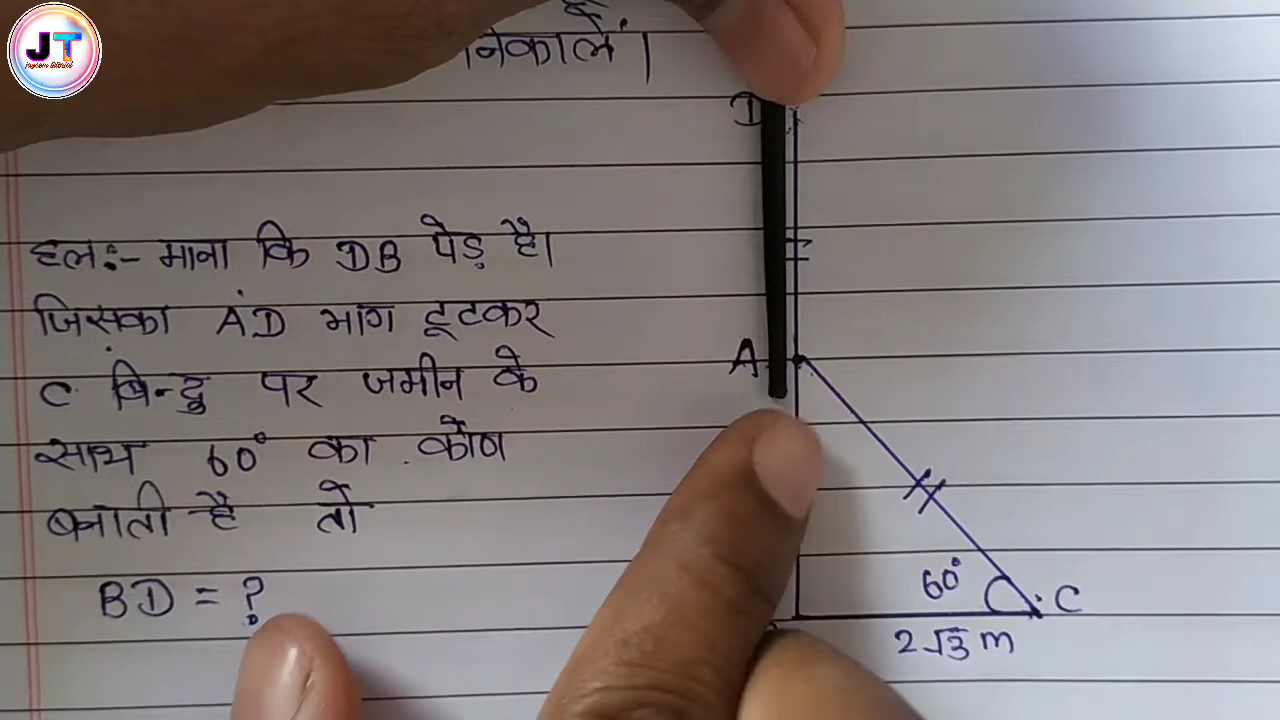 JT
निकालें।
हल:- माना कि DB पेड़ है।
जिसका AD भाग टूटकर
C बिन्दु पर जमीन के
साथ 60° का कोण
बनाती है तो
BD = ?
D
A
60°
C
2√3 m